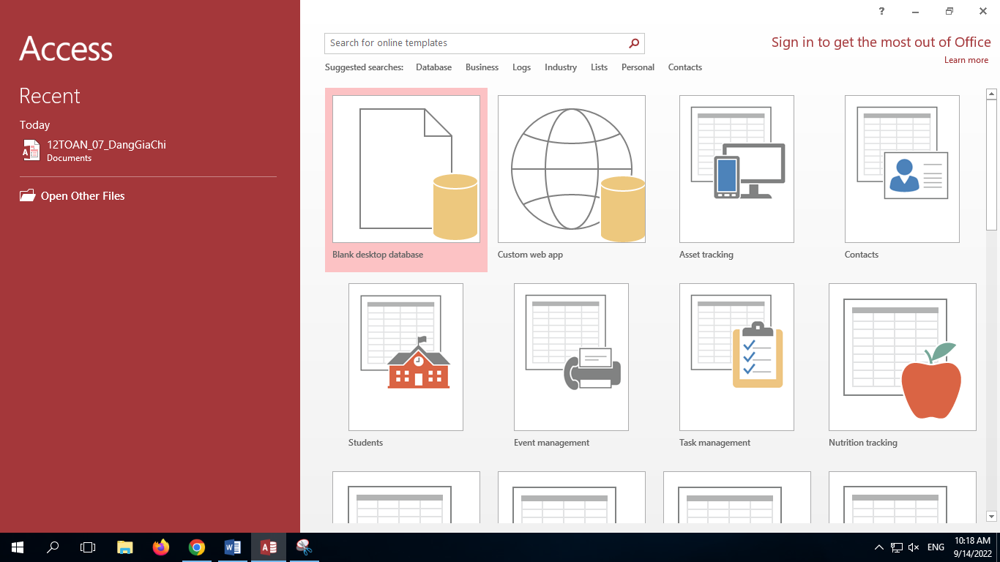 Access
Recent
Today
12TOAN_07_DangGiaChi
Documents
Open Other Files
?
Search for online templates
Sign in to get the most out of Office
Learn more
Suggested searches: Database Business Logs Industry Lists Personal Contacts
Blank desktop database
Custom web app
Asset tracking
Contacts
Students
Event management
Task management
Nutrition tracking
ENG
10:18 AM
9/14/2022